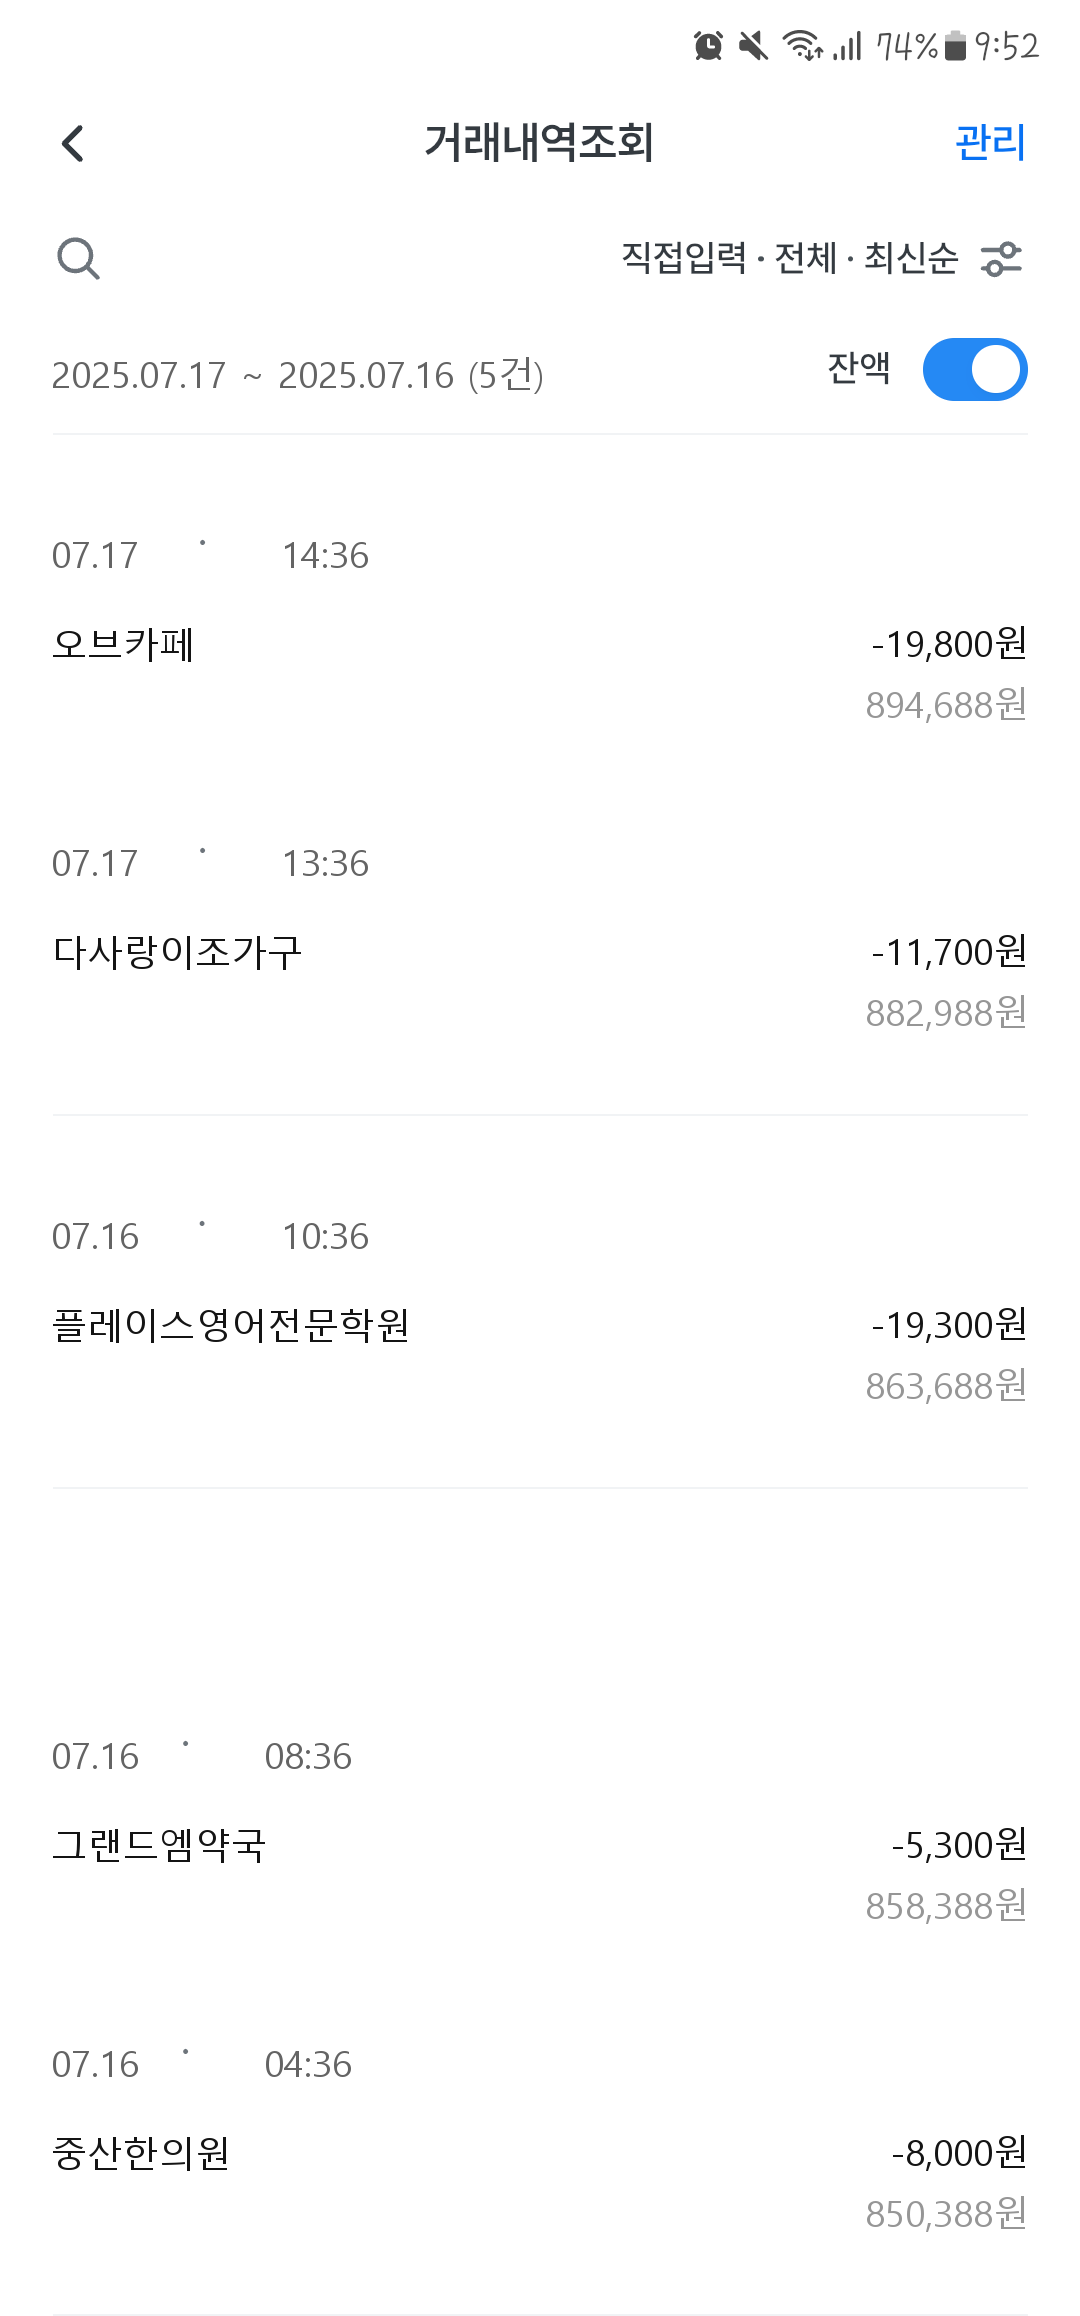 74% 9:52
거래내역조회 관리
직접입력 · 전체 · 최신순
2025.07.17 ~ 2025.07.16 (5건) 잔액
07.17 · 14:36
오브카페 -19,800원
894,688원
07.17 · 13:36
다사랑이조가구 -11,700원
882,988원
07.16 · 10:36
플레이스영어전문학원 -19,300원
863,688원
07.16 · 08:36
그랜드엠약국 -5,300원
858,388원
07.16 · 04:36
중산한의원 -8,000원
850,388원